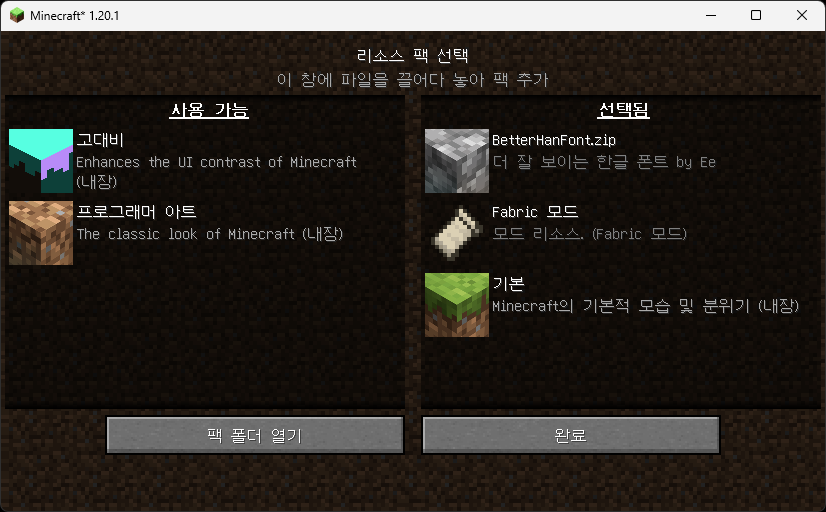 Minecraft* 1.20.1
리소스 팩 선택
이 창에 파일을 끌어다 놓아 팩 추가
사용 가능
고대비
Enhances the UI contrast of Minecraft
(내장)
프로그래머 아트
The classic look of Minecraft (내장)
선택됨
BetterHanFont.zip
더 잘 보이는 한글 폰트 by Ee
Fabric 모드
모드 리소스. (Fabric 모드)
기본
Minecraft의 기본적 모습 및 분위기 (내장)
팩 폴더 열기
완료